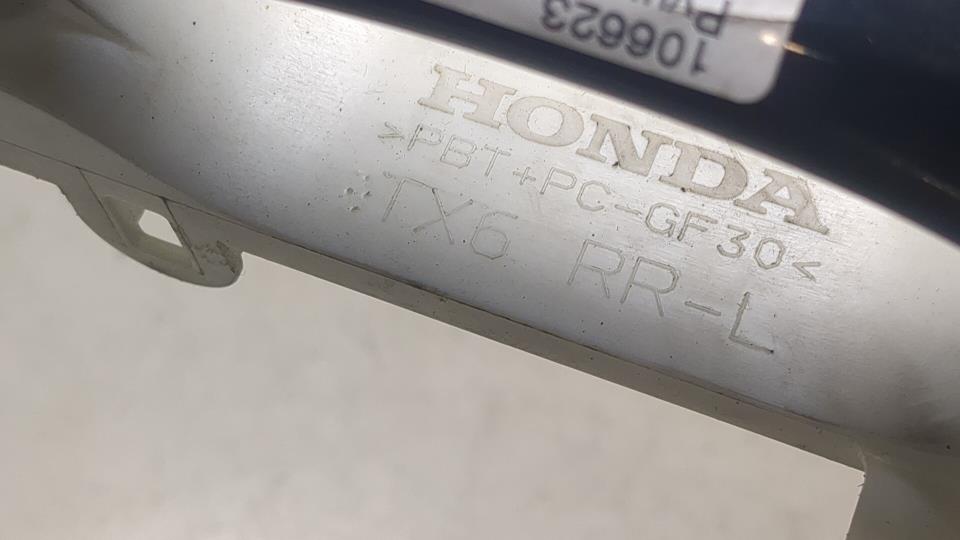 106623
HONDA
>PBT+PC-GF30<
TX6 RR-L